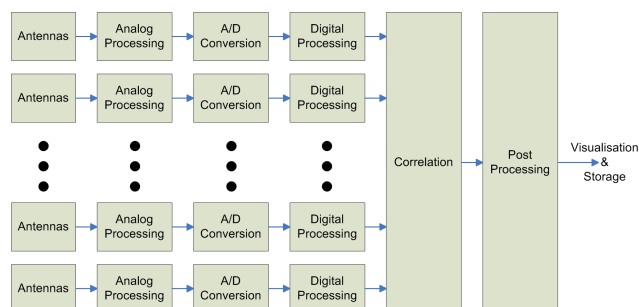 Antennas
Analog
Processing
A/D
Conversion
Digital
Processing
Antennas
Analog
Processing
A/D
Conversion
Digital
Processing
Correlation
Post
Processing
Visualisation
&
Storage
Antennas
Analog
Processing
A/D
Conversion
Digital
Processing
Antennas
Analog
Processing
A/D
Conversion
Digital
Processing